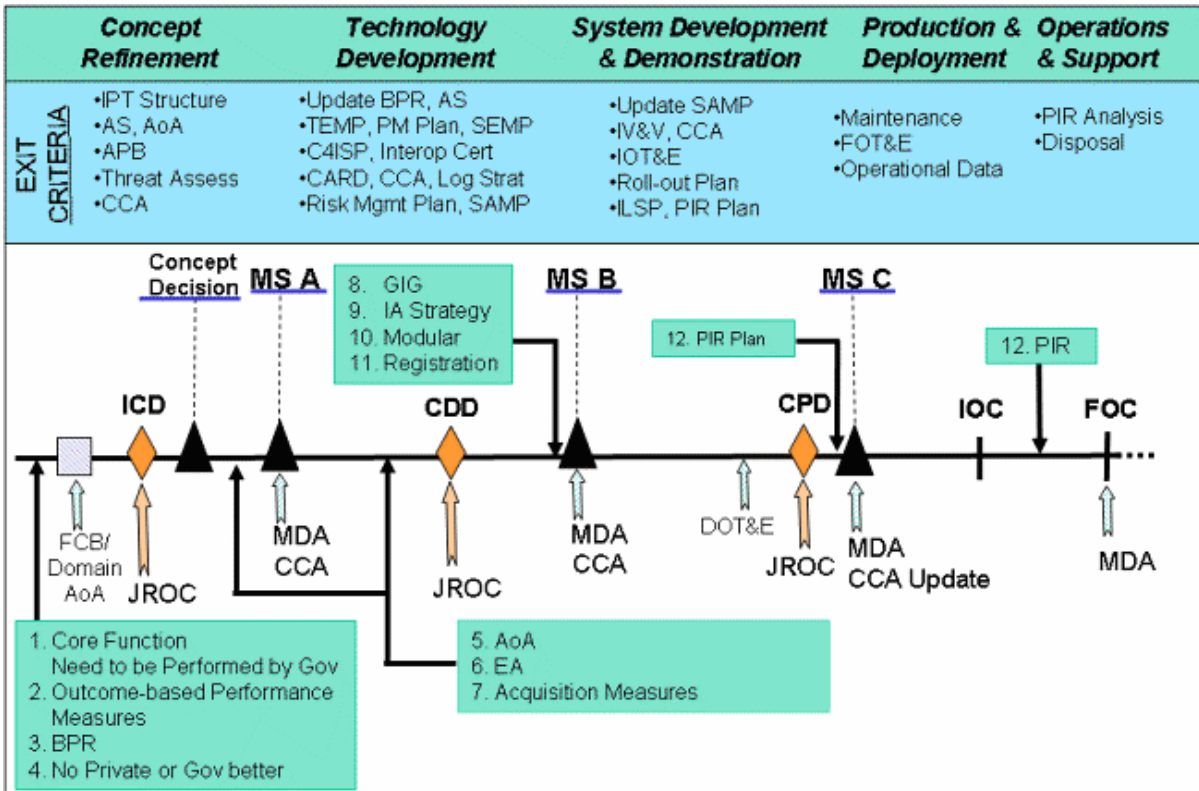 Concept
Refinement
Technology
Development
System Development
& Demonstration
Production &
Deployment
Operations
& Support
EXIT
CRITERIA
•IPT Structure
•AS, AoA
•APB
•Threat Assess
•CCA
•Update BPR, AS
•TEMP, PM Plan, SEMP
•C4ISP, Interop Cert
•CARD, CCA, Log Strat
•Risk Mgmt Plan, SAMP
•Update SAMP
•IV&V, CCA
•IOT&E
•Roll-out Plan
•ILSP, PIR Plan
•Maintenance
•FOT&E
•Operational Data
•PIR Analysis
•Disposal
Concept
Decision
MS A
8. GIG
9. IA Strategy
10. Modular
11. Registration
MS B
MS C
12. PIR Plan
12. PIR
ICD
CDD
CPD
IOC
FOC
FCB/
Domain
AoA
JROC
MDA
CCA
JROC
MDA
CCA
DOT&E
JROC
MDA
CCA Update
MDA
1. Core Function
Need to be Performed by Gov
2. Outcome-based Performance
Measures
3. BPR
4. No Private or Gov better
5. AoA
6. EA
7. Acquisition Measures